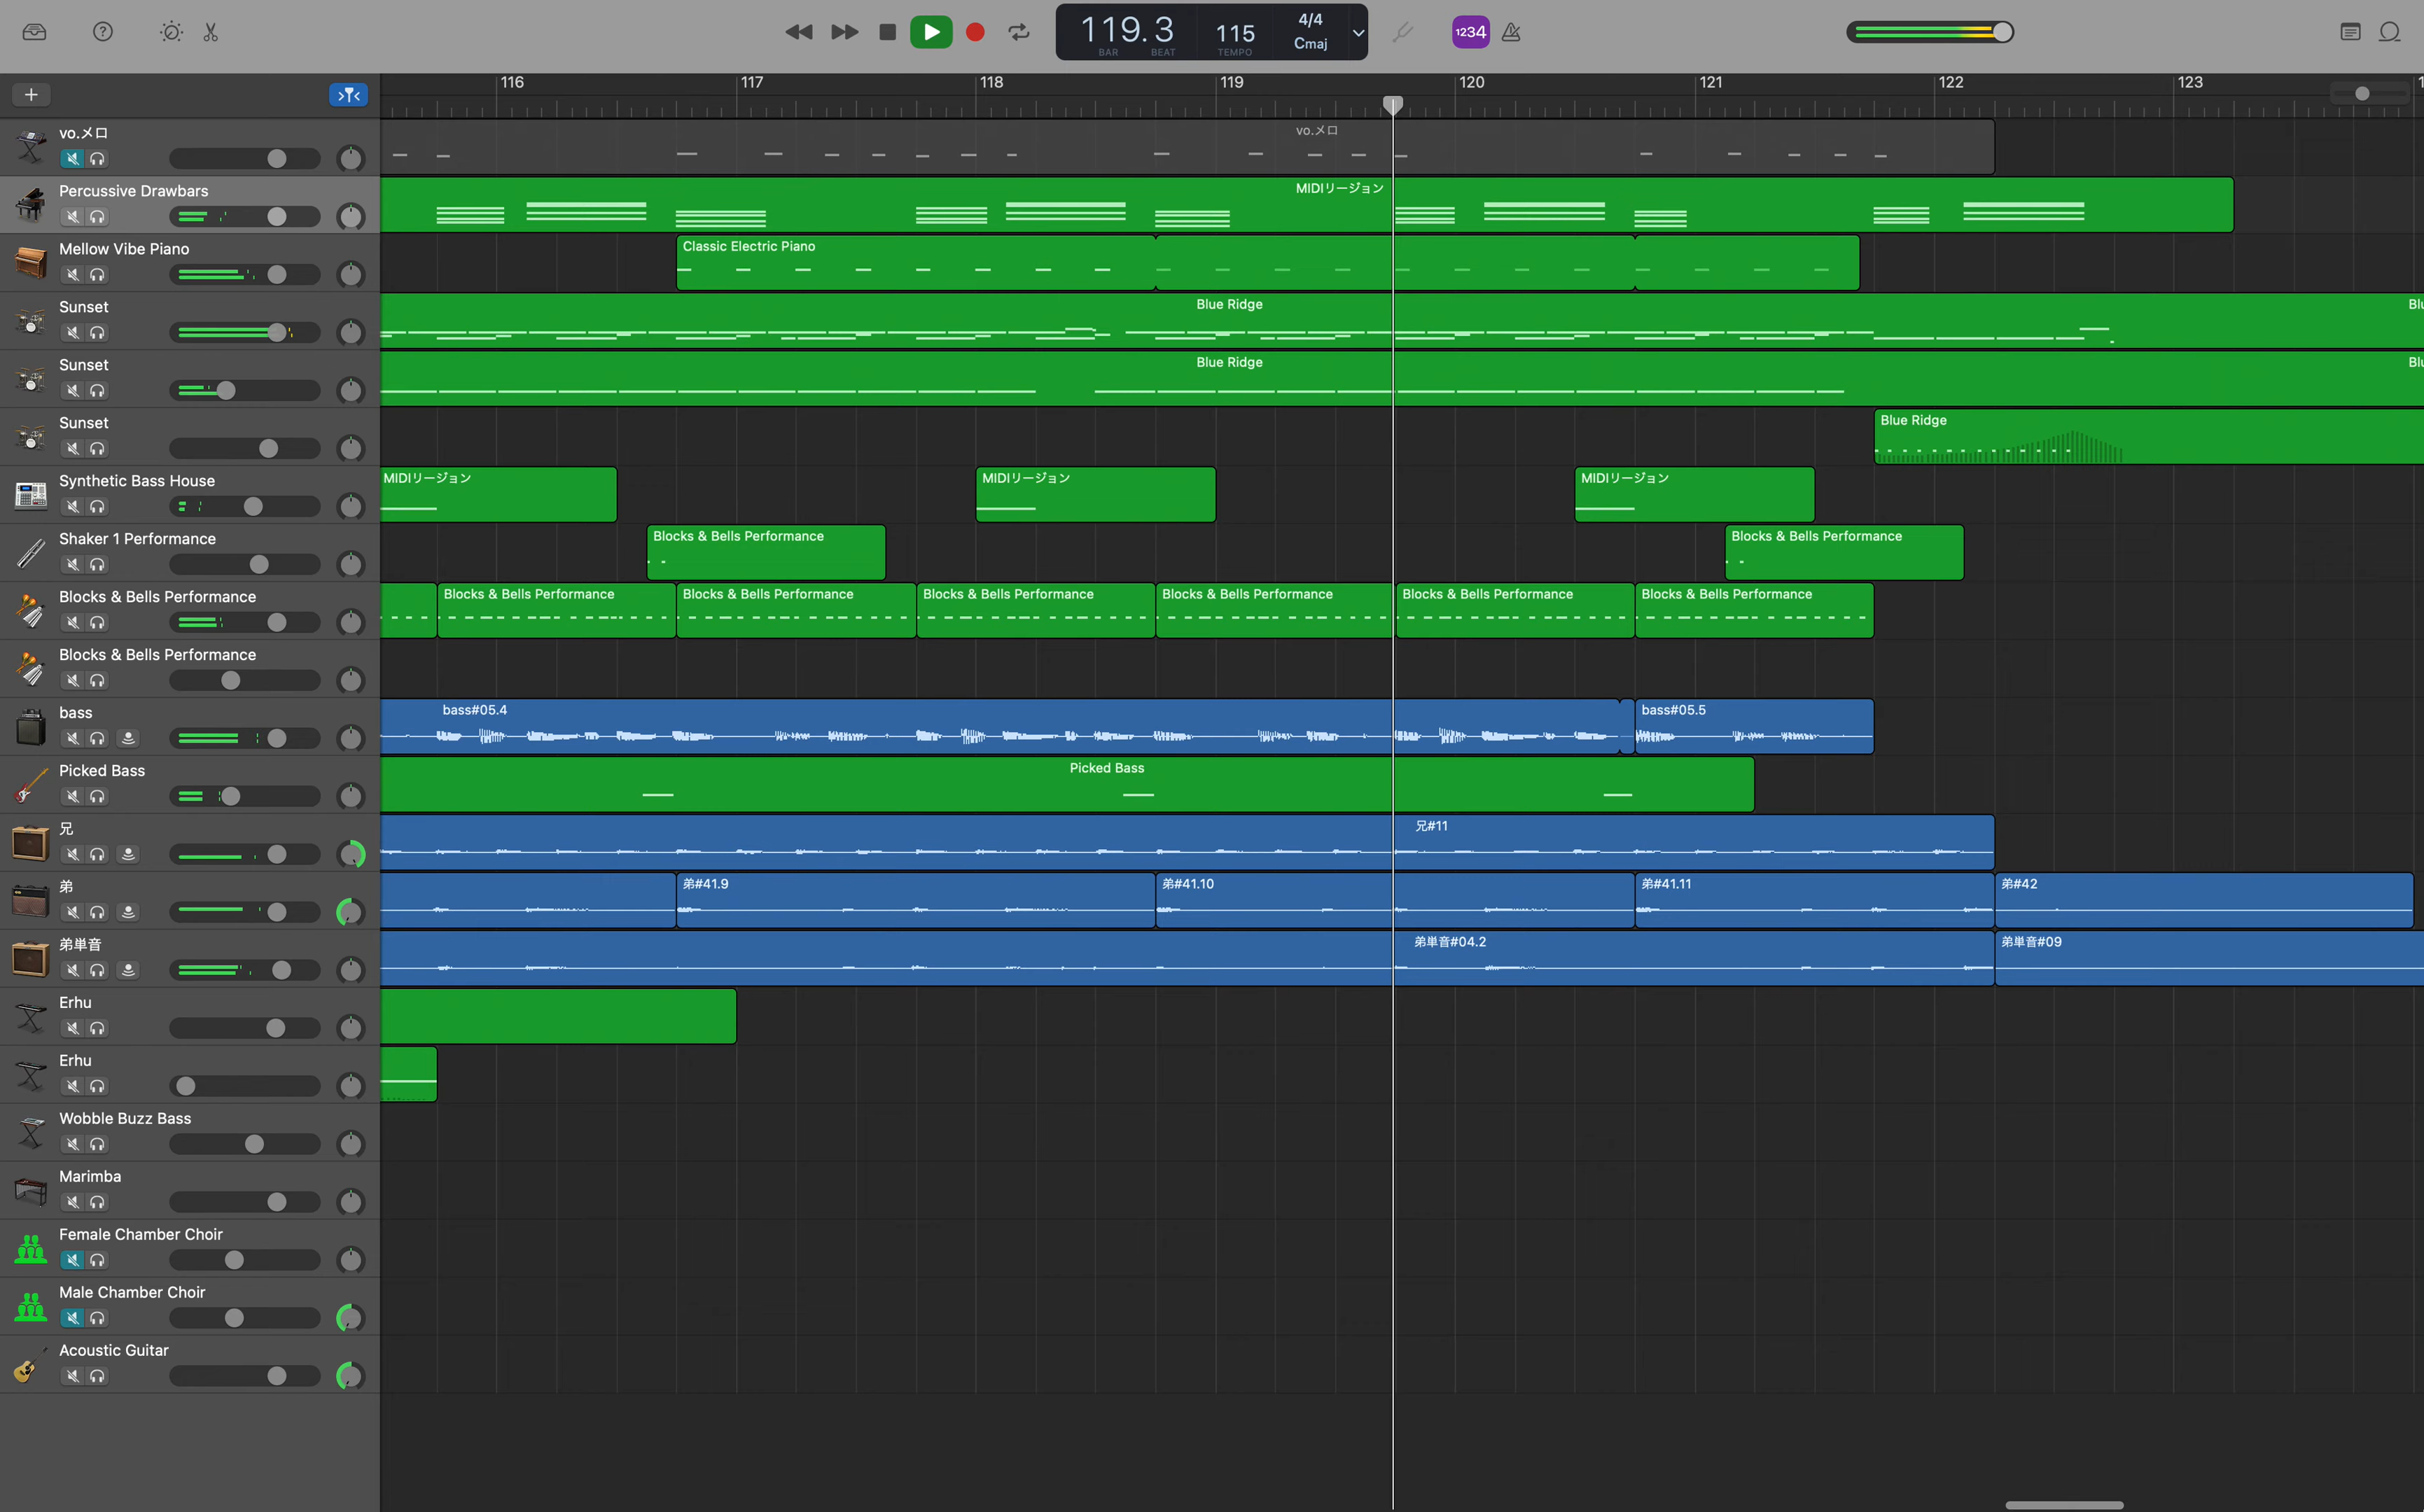 119.3
BAR
BEAT
115
TEMPO
4/4
Cmaj
1234
116
117
118
119
120
121
122
123
vo.メロ
vo.メロ
Percussive Drawbars
MIDIリージョン
Mellow Vibe Piano
Classic Electric Piano
Sunset
Blue Ridge
Blu
Sunset
Blue Ridge
Blu
Sunset
Blue Ridge
Synthetic Bass House
MIDIリージョン
MIDIリージョン
MIDIリージョン
Shaker 1 Performance
Blocks & Bells Performance
Blocks & Bells Performance
Blocks & Bells Performance
Blocks & Bells Performance
Blocks & Bells Performance
Blocks & Bells Performance
Blocks & Bells Performance
Blocks & Bells Performance
Blocks & Bells Performance
Blocks & Bells Performance
bass
bass#05.4
bass#05.5
Picked Bass
Picked Bass
兄
兄#11
弟
弟#41.9
弟#41.10
弟#41.11
弟#42
弟単音
弟単音#04.2
弟単音#09
Erhu
Erhu
Wobble Buzz Bass
Marimba
Female Chamber Choir
Male Chamber Choir
Acoustic Guitar